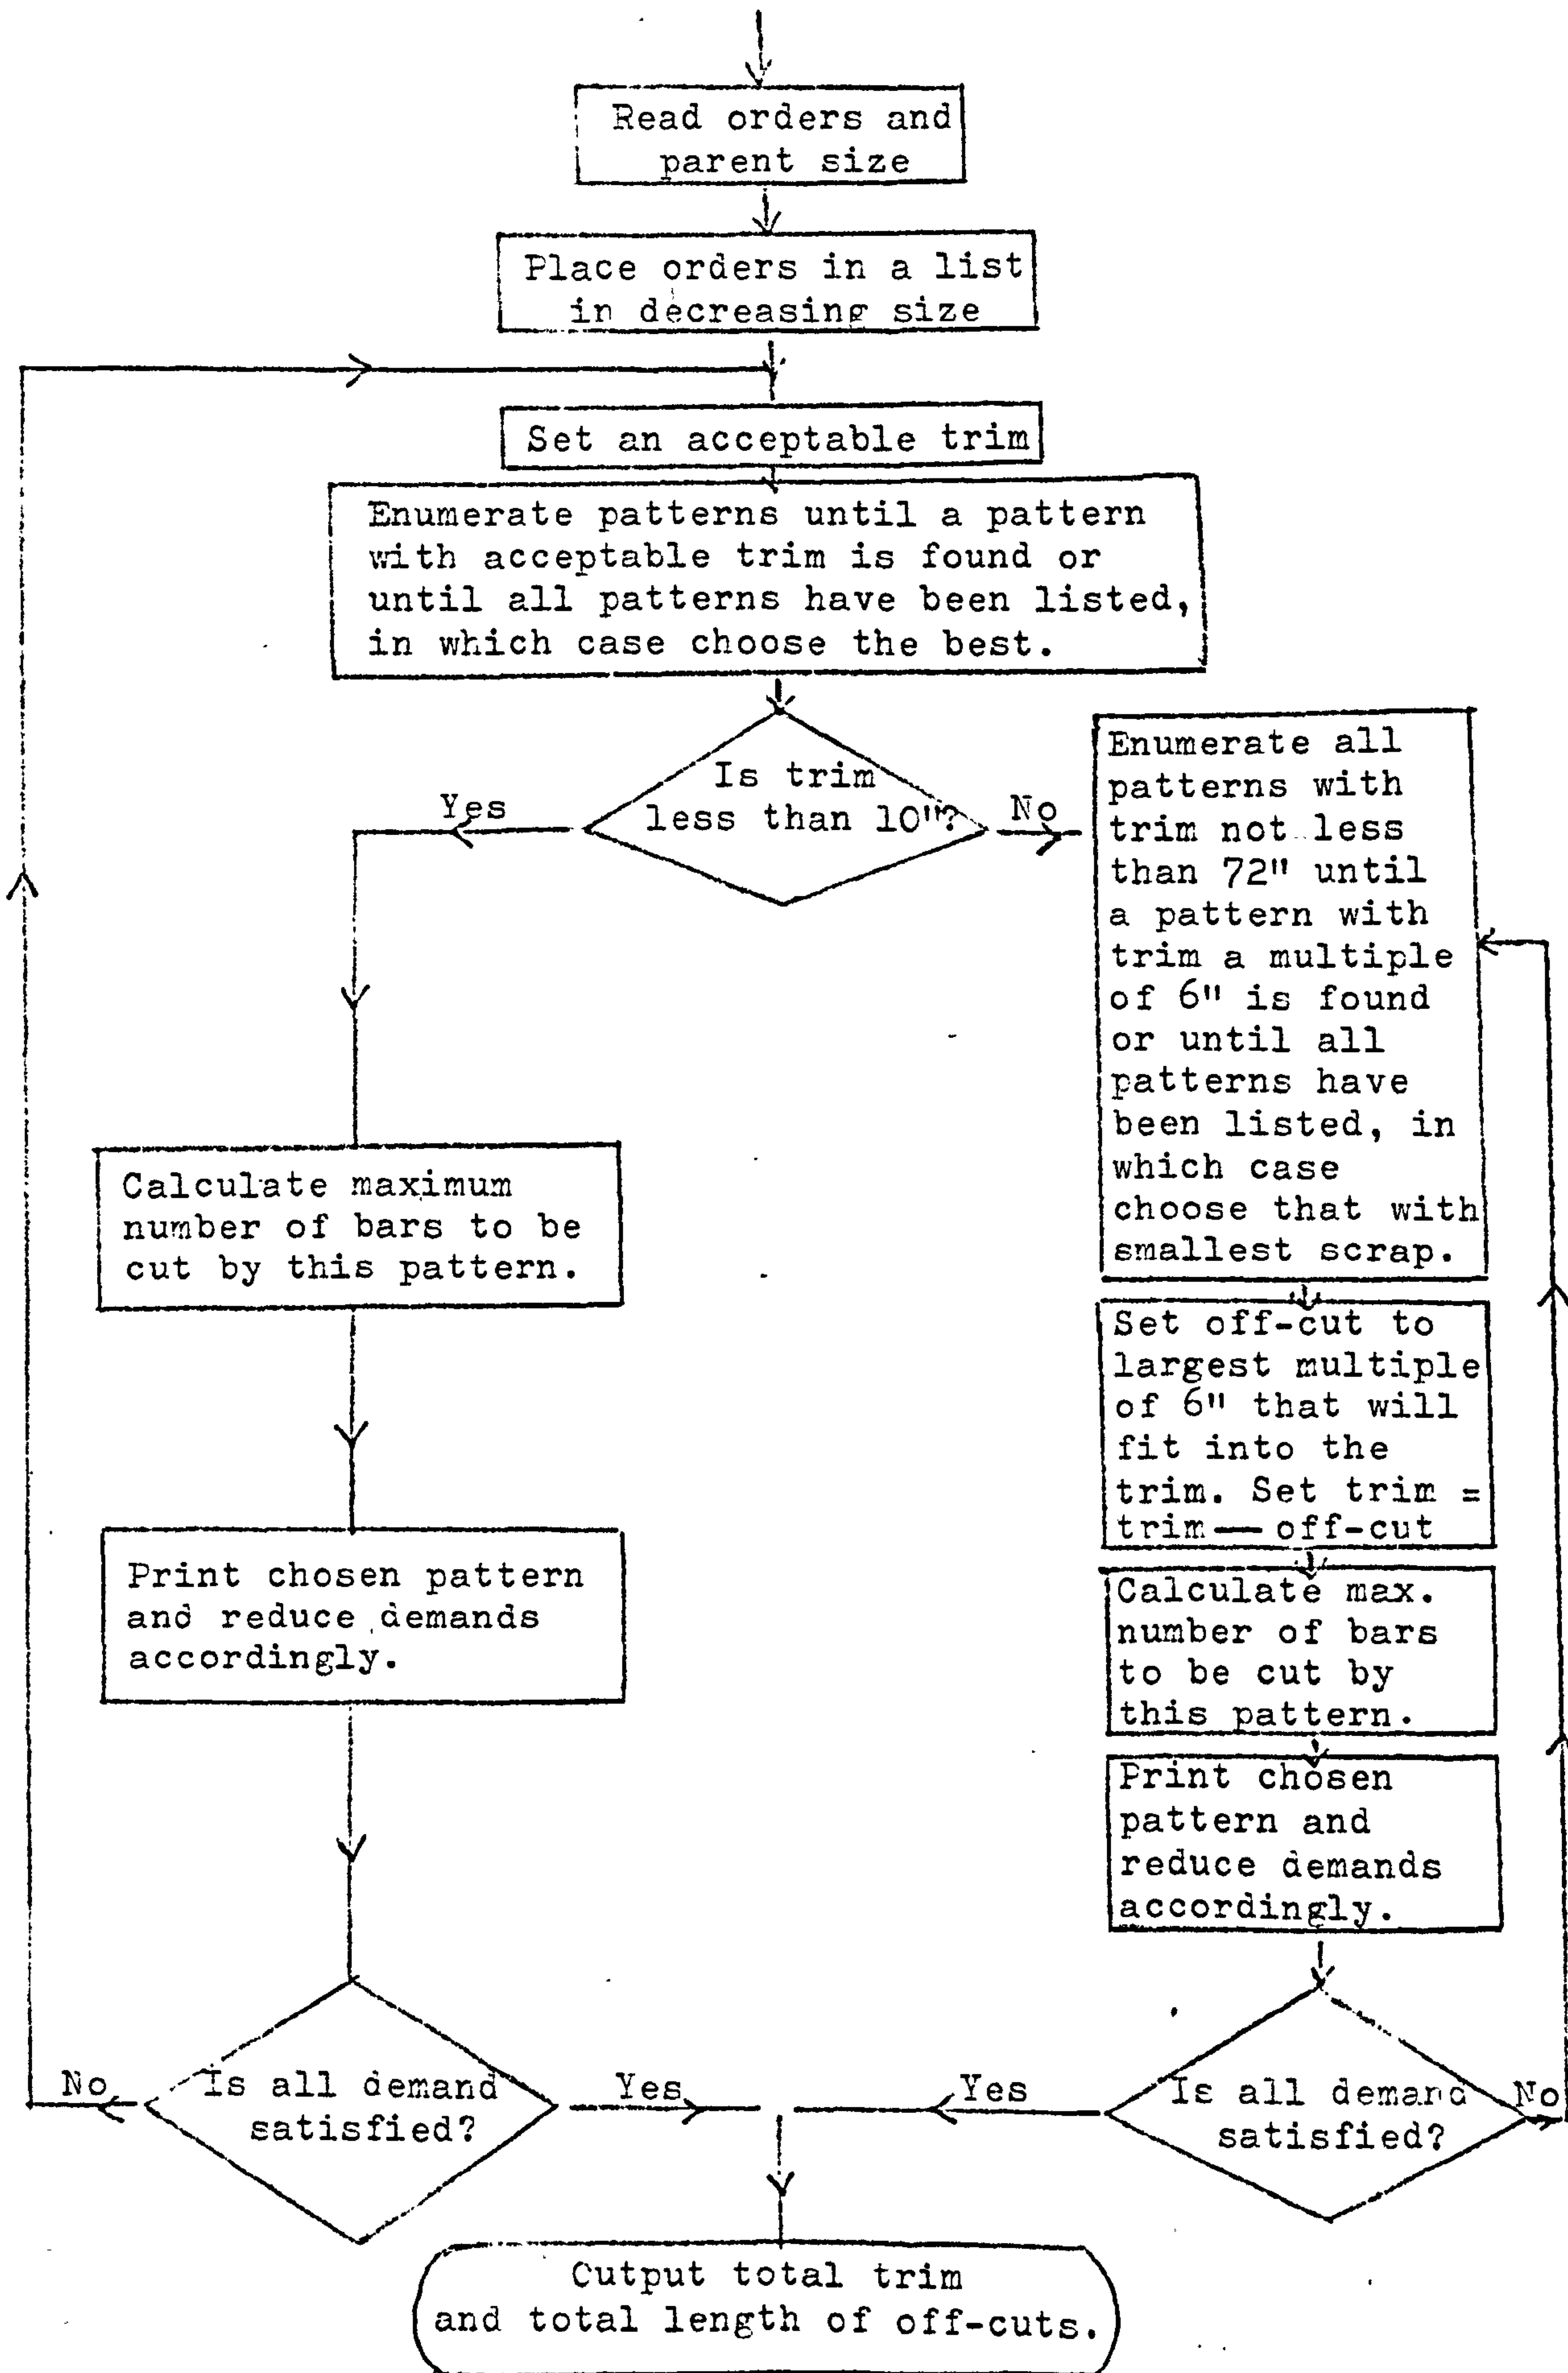 Read orders and
parent size
Place orders in a list
in decreasing size
Set an acceptable trim
Enumerate patterns until a pattern
with acceptable trim is found or
until all patterns have been listed,
in which case choose the best.
Is trim
less than 10"?
Yes
No
Enumerate all
patterns with
trim not less
than 72" until
a pattern with
trim a multiple
of 6" is found
or until all
patterns have
been listed, in
which case
choose that with
smallest scrap.
Calculate maximum
number of bars to be
cut by this pattern.
Set off-cut to
largest multiple
of 6" that will
fit into the
trim. Set trim =
trim — off-cut
Print chosen pattern
and reduce demands
accordingly.
Calculate max.
number of bars
to be cut by
this pattern.
Print chosen
pattern and
reduce demands
accordingly.
No
Is all demand
satisfied?
Yes
Yes
Is all demand
satisfied?
No
Output total trim
and total length of off-cuts.